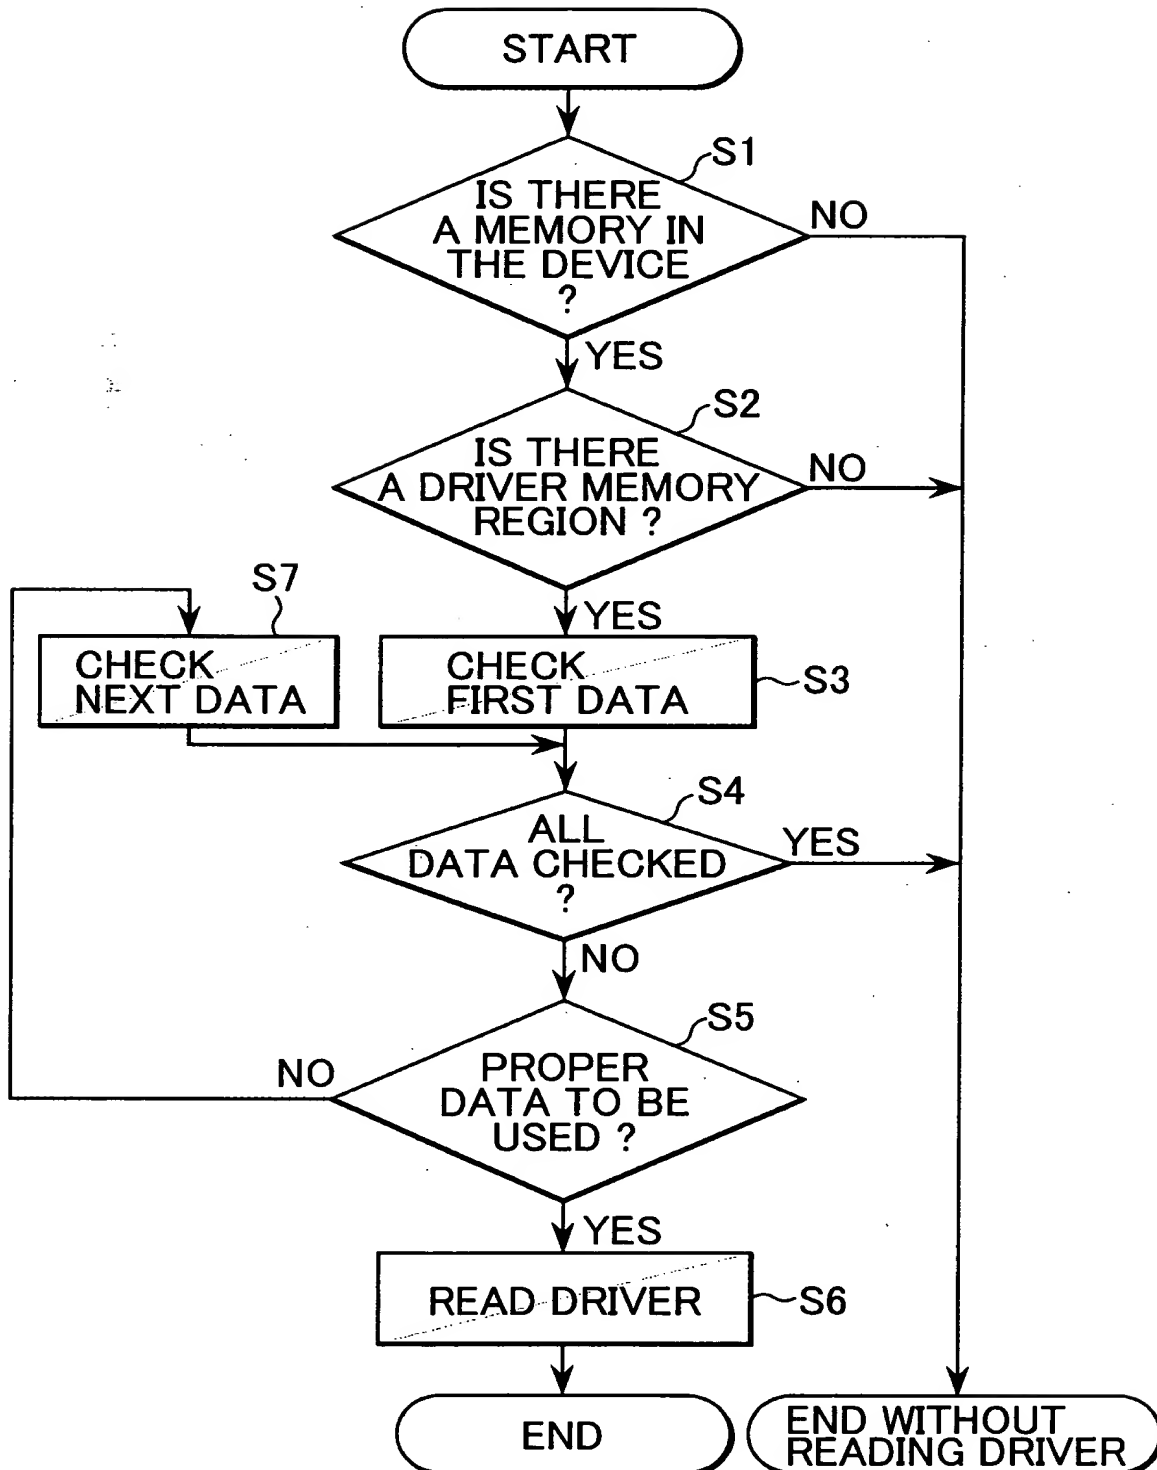 START
S1
IS THERE
A MEMORY IN
THE DEVICE
?
NO
YES
S2
IS THERE
A DRIVER MEMORY
REGION ?
NO
YES
S7
CHECK
NEXT DATA
CHECK
FIRST DATA
S3
S4
ALL
DATA CHECKED
?
YES
NO
S5
PROPER
DATA TO BE
USED ?
NO
YES
READ DRIVER
S6
END
END WITHOUT
READING DRIVER